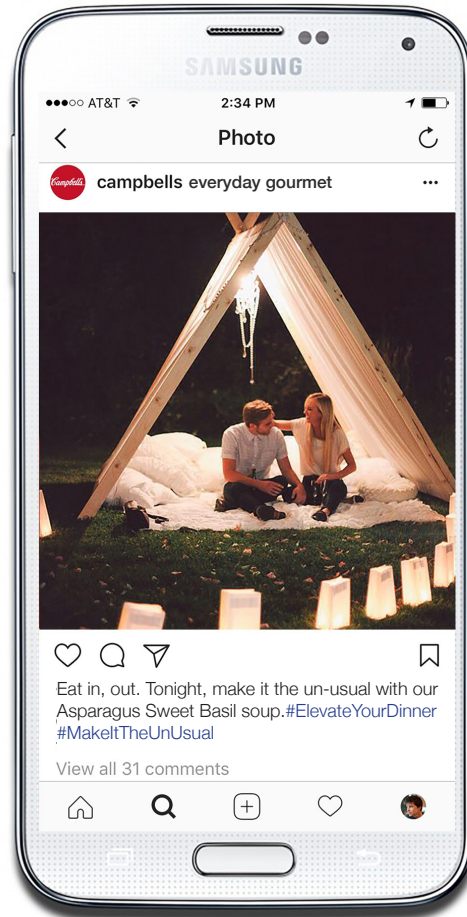 SAMSUNG
AT&T 2:34 PM
Photo
Campbell's campbells everyday gourmet
Eat in, out. Tonight, make it the un-usual with our
Asparagus Sweet Basil soup.#ElevateYourDinner
#MakeItTheUnUsual
View all 31 comments